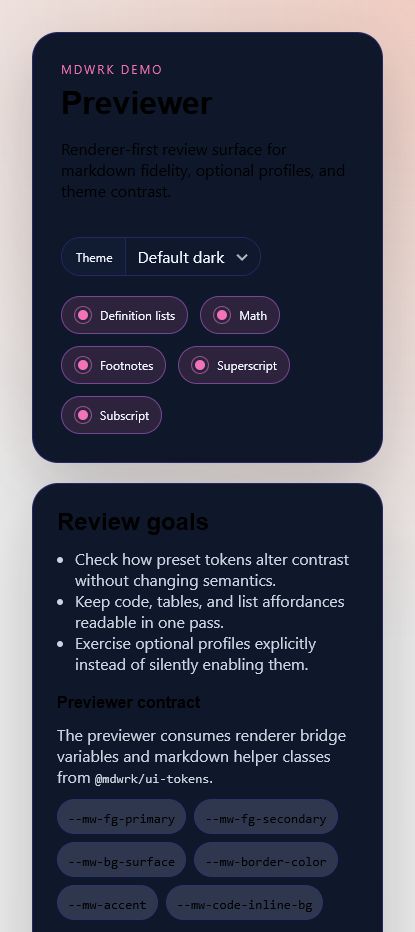 MDWRK DEMO
Previewer
Renderer-first review surface for
markdown fidelity, optional profiles, and
theme contrast.
Theme Default dark
Definition lists Math
Footnotes Superscript
Subscript
Review goals
Check how preset tokens alter contrast
without changing semantics.
Keep code, tables, and list affordances
readable in one pass.
Exercise optional profiles explicitly
instead of silently enabling them.
Previewer contract
The previewer consumes renderer bridge
variables and markdown helper classes
from @mdwrk/ui-tokens.
--mw-fg-primary --mw-fg-secondary
--mw-bg-surface --mw-border-color
--mw-accent --mw-code-inline-bg